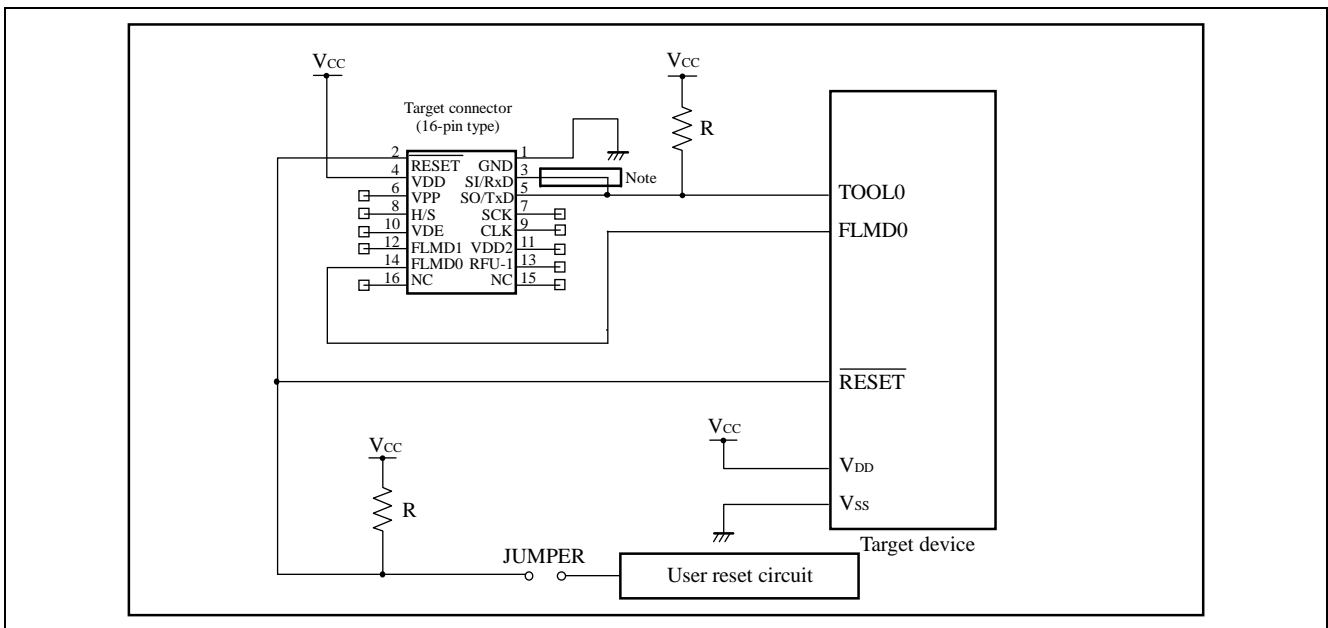 VCC
VCC
Target connector
(16-pin type)
R
2 RESET GND 1
4 VDD SI/RxD 3
Note
6 VPP SO/TxD 5
TOOL0
8 H/S SCK 7
10 VDE CLK 9
FLMD0
12 FLMD1 VDD2 11
14 FLMD0 RFU-1 13
16 NC NC 15
RESET
VCC
VCC
VDD
R
VSS
Target device
JUMPER
User reset circuit